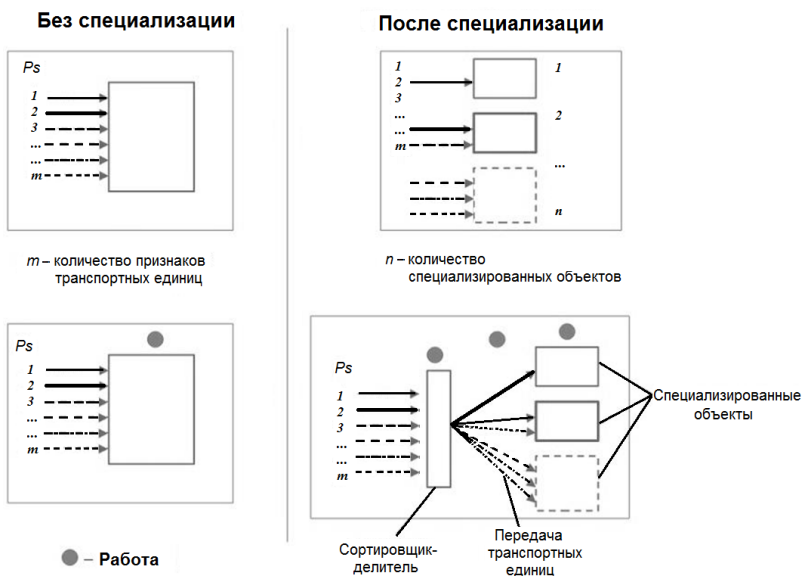 Без специализации
После специализации
Ps
1
2
3
...
...
m
1
2
3
...
...
m
1
2
...
n
m – количество признаков
транспортных единиц
n – количество
специализированных объектов
Ps
1
2
3
...
...
m
Ps
1
2
3
...
...
m
Специализированные
объекты
Сортировщик-
делитель
Передача
транспортных
единиц
– Работа